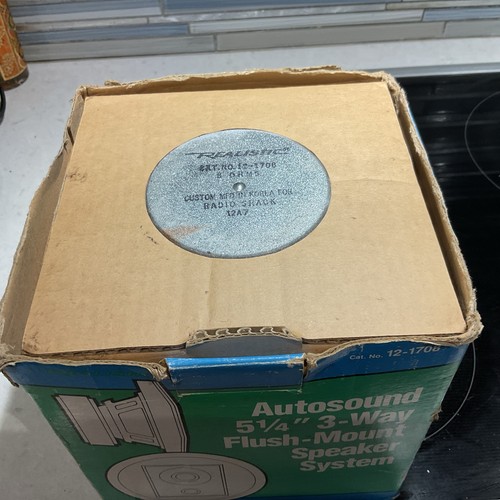 REALISTIC
CAT.NO.12-1706
8 OHMS
CUSTOM MFD IN KOREA FOR
RADIO SHACK
12A7
Cat. No. 12-1706
Autosound
5¼" 3-Way
Flush-Mount
Speaker
System